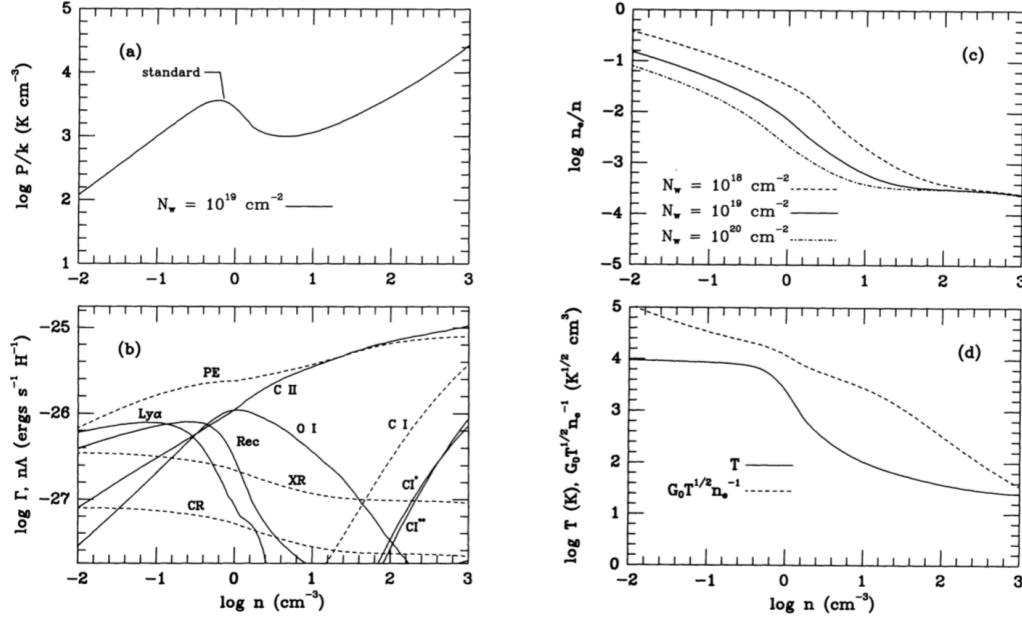 5
4
3
2
1
log P/k (K cm⁻³)
(a)
standard
N_w = 10¹⁹ cm⁻²
−2 −1 0 1 2 3
−25
−26
−27
log Γ, nΛ (ergs s⁻¹ H⁻¹)
(b)
PE
C II
Lyα
O I
C I
Rec
XR
CI*
CR
CI**
−2 −1 0 1 2 3
log n (cm⁻³)
0
−1
−2
−3
−4
−5
log n_e/n
(c)
N_w = 10¹⁸ cm⁻²
N_w = 10¹⁹ cm⁻²
N_w = 10²⁰ cm⁻²
−2 −1 0 1 2 3
5
4
3
2
1
0
log T (K), G₀T^1/2 n_e⁻¹ (K^1/2 cm³)
(d)
T
G₀T^1/2 n_e⁻¹
−2 −1 0 1 2 3
log n (cm⁻³)